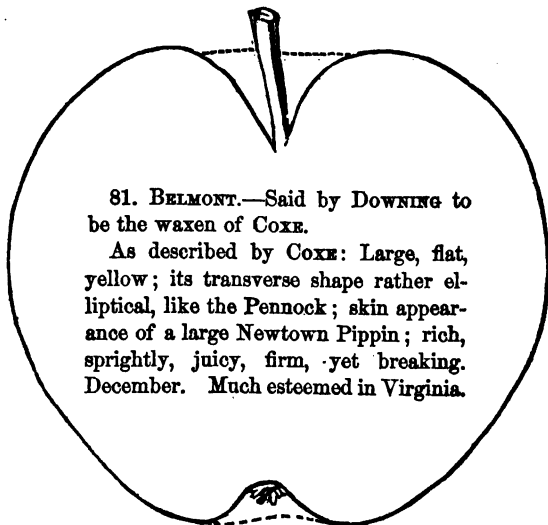 81. BELMONT.—Said by DOWNING to
be the waxen of COXE.
As described by COXE: Large, flat,
yellow; its transverse shape rather el-
liptical, like the Pennock; skin appear-
ance of a large Newtown Pippin; rich,
sprightly, juicy, firm, yet breaking.
December. Much esteemed in Virginia.